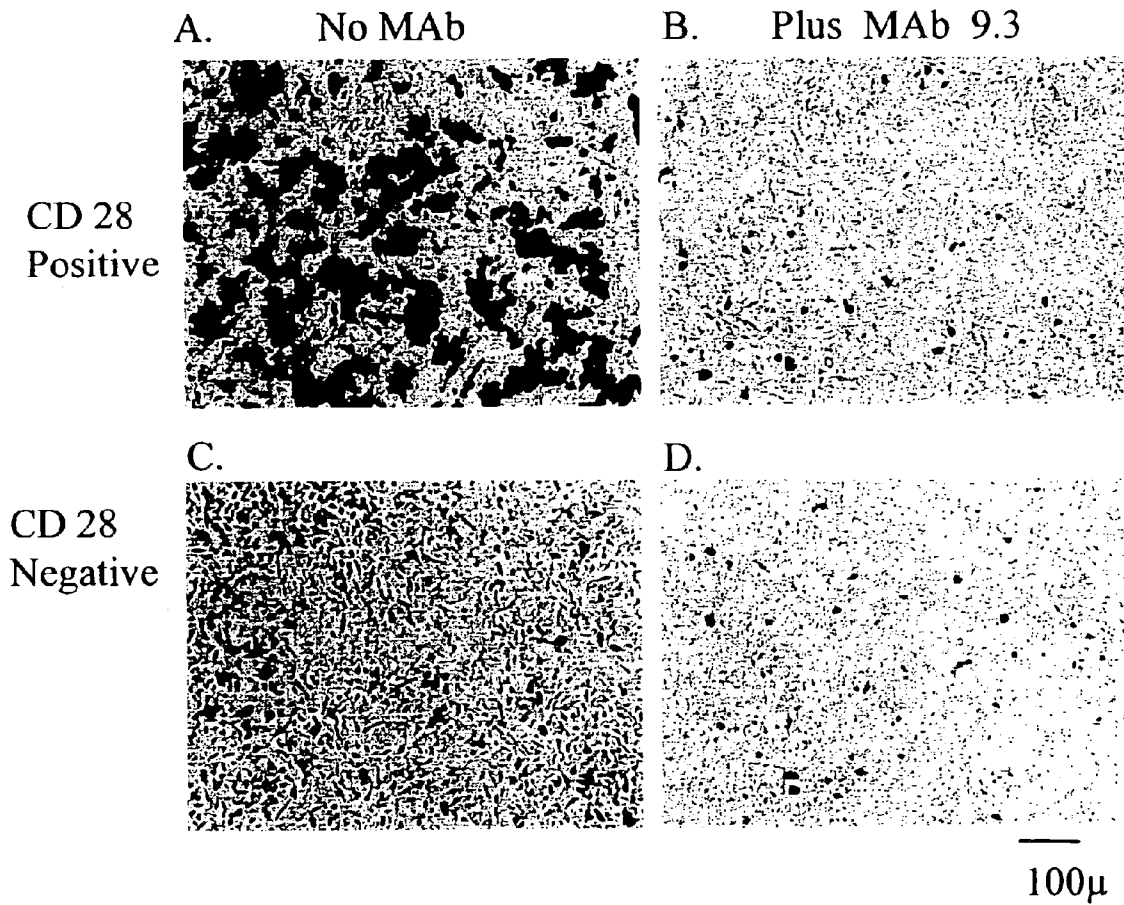 A. No MAb
B. Plus MAb 9.3
CD 28
Positive
C.
D.
CD 28
Negative
100µ